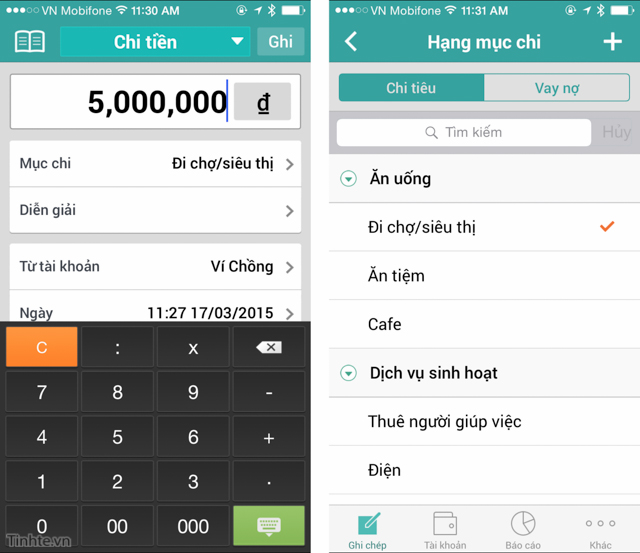 VN Mobifone 11:30 AM
Chi tiền
Ghi
5,000,000 đ
Mục chi Đi chợ/siêu thị
Diễn giải
Từ tài khoản Ví Chồng
Ngày 11:27 17/03/2015
C : x
7 8 9 -
4 5 6 +
1 2 3 .
0 00 000
Tinhte.vn
VN Mobifone 11:31 AM
Hạng mục chi
Chi tiêu Vay nợ
Tìm kiếm Hủy
Ăn uống
Đi chợ/siêu thị
Ăn tiệm
Cafe
Dịch vụ sinh hoạt
Thuê người giúp việc
Điện
Ghi chép Tài khoản Báo cáo Khác